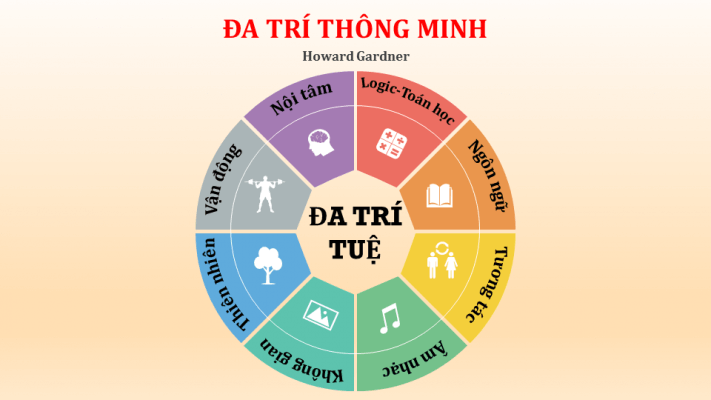 ĐA TRÍ THÔNG MINH
Howard Gardner
Nội tâm
Logic-Toán học
Vận động
Ngôn ngữ
ĐA TRÍ
TUỆ
Thiên nhiên
Tương tác
Không gian
Âm nhạc